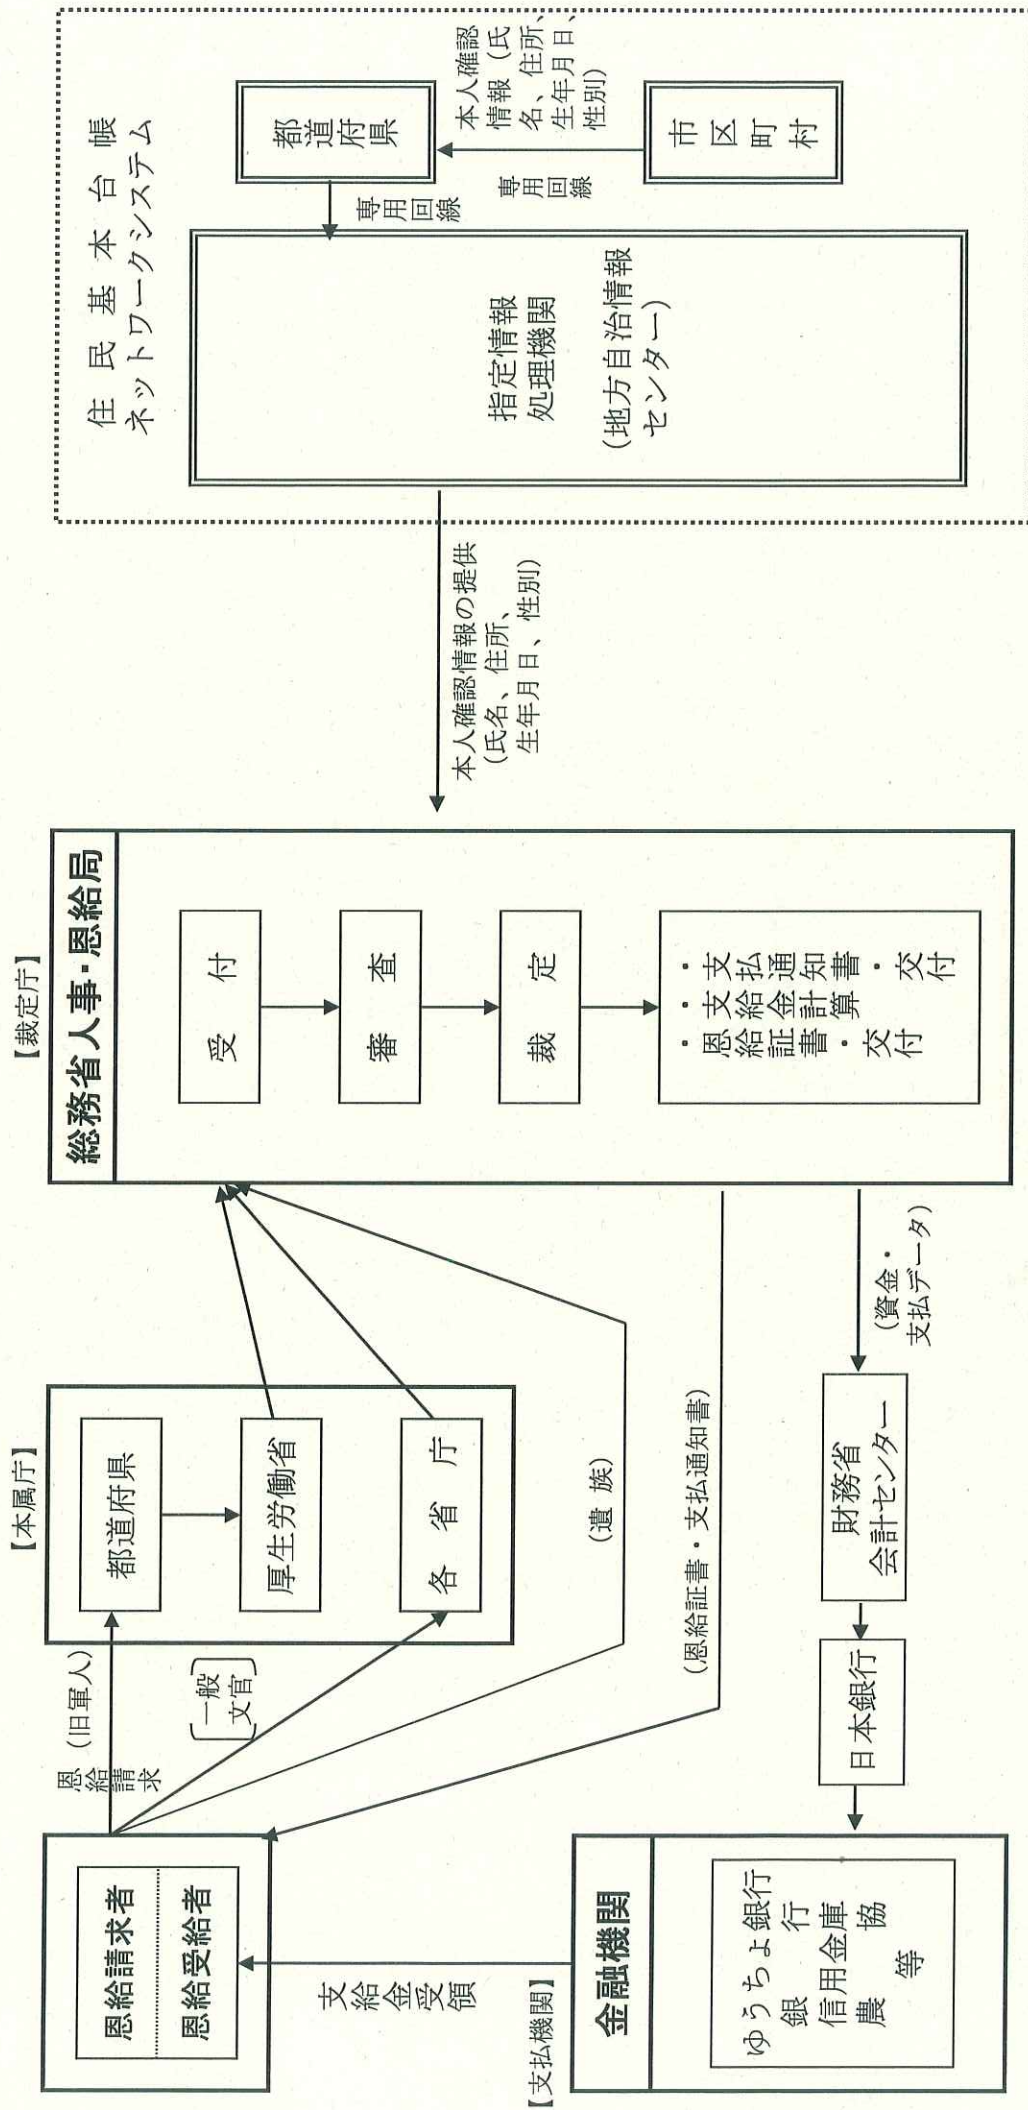 恩給請求者
恩給受給者
恩給請求
(旧軍人)
一般
文官
【本属庁】
都道府県
厚生労働省
各省庁
(遺 族)
(恩給証書・支払通知書)
【裁定庁】
総務省人事・恩給局
受付
審査
裁定
・支払通知書・交付
・支給金計算
・恩給証書・交付
(資金・
支払データ)
財務省
会計センター
日本銀行
【支払機関】
金融機関
ゆうちょ銀行
銀行
信用金庫
農協
等
支給金受領
本人確認情報の提供
(氏名、住所、
生年月日、性別)
住民基本台帳
ネットワークシステム
指定情報
処理機関
(地方自治情報
センター)
都道府県
専用回線
市区町村
専用回線
本人確認
情報(氏
名、住所、
生年月日、
性別)